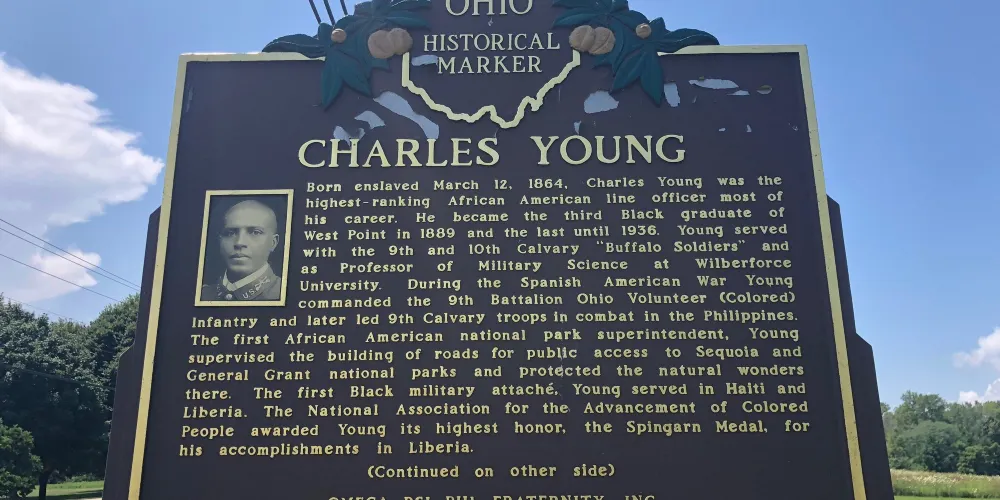 OHIO
HISTORICAL
MARKER
CHARLES YOUNG
Born enslaved March 12, 1864, Charles Young was the
highest-ranking African American line officer most of
his career. He became the third Black graduate of
West Point in 1889 and the last until 1936. Young served
with the 9th and 10th Calvary "Buffalo Soldiers" and
as Professor of Military Science at Wilberforce
University. During the Spanish American War Young
commanded the 9th Battalion Ohio Volunteer (Colored)
Infantry and later led 9th Calvary troops in combat in the Philippines.
The first African American national park superintendent, Young
supervised the building of roads for public access to Sequoia and
General Grant national parks and protected the natural wonders
there. The first Black military attaché, Young served in Haiti and
Liberia. The National Association for the Advancement of Colored
People awarded Young its highest honor, the Spingarn Medal, for
his accomplishments in Liberia.
(Continued on other side)
OMEGA PSI PHI FRATERNITY, INC.